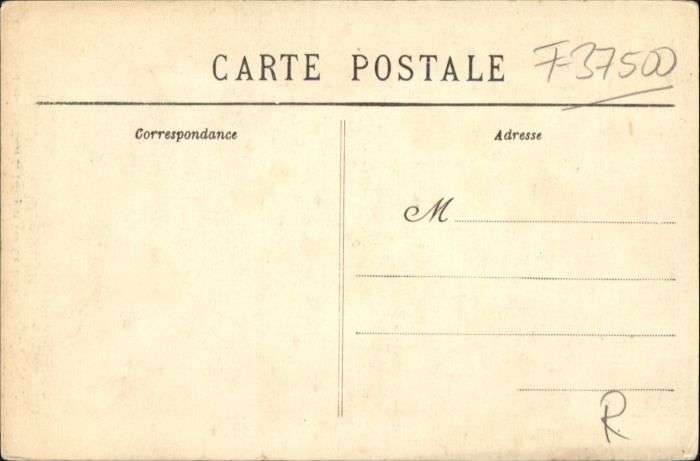 CARTE POSTALE F-37500
Correspondance
Adresse
M
R